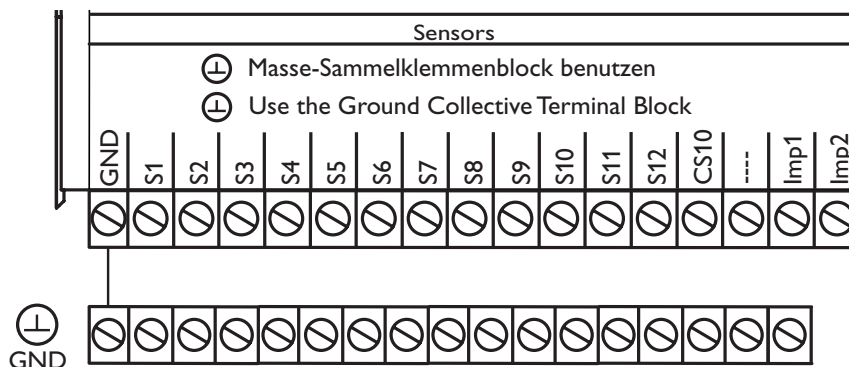 Sensors
Masse-Sammelklemmenblock benutzen
Use the Ground Collective Terminal Block
GND S1 S2 S3 S4 S5 S6 S7 S8 S9 S10 S11 S12 CS10 ---- Imp1 Imp2
GND